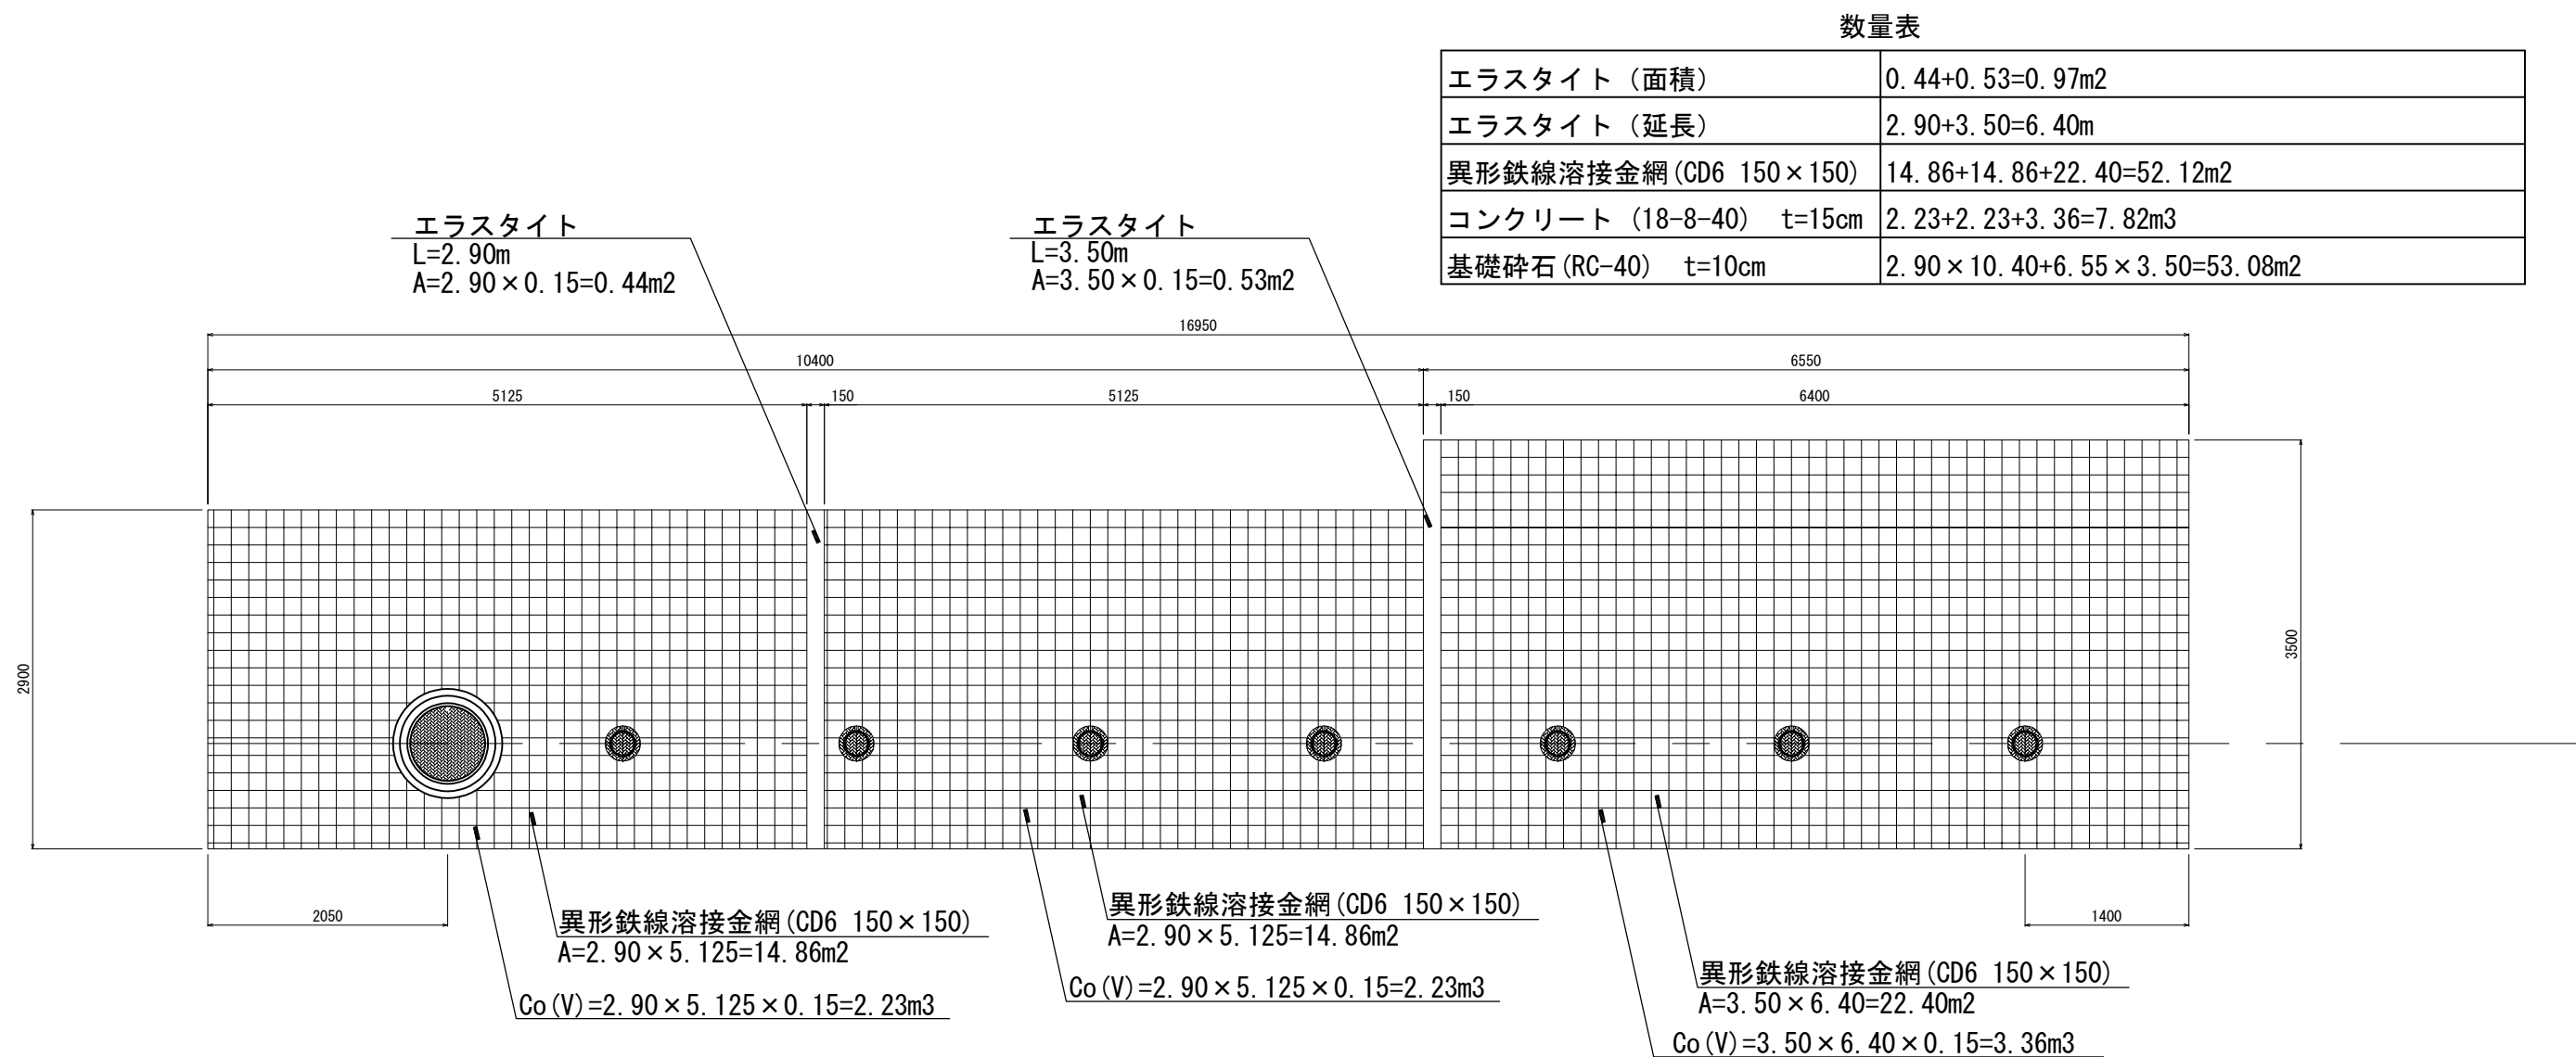 数量表
エラスタイト（面積） 0.44+0.53=0.97m2
エラスタイト（延長） 2.90+3.50=6.40m
異形鉄線溶接金網(CD6 150×150) 14.86+14.86+22.40=52.12m2
コンクリート（18-8-40） t=15cm 2.23+2.23+3.36=7.82m3
基礎砕石(RC-40) t=10cm 2.90×10.40+6.55×3.50=53.08m2
エラスタイト
L=2.90m
A=2.90×0.15=0.44m2
エラスタイト
L=3.50m
A=3.50×0.15=0.53m2
16950
10400 6550
5125 150 5125 150 6400
2900
3500
2050
1400
異形鉄線溶接金網(CD6 150×150)
A=2.90×5.125=14.86m2
Co(V)=2.90×5.125×0.15=2.23m3
異形鉄線溶接金網(CD6 150×150)
A=2.90×5.125=14.86m2
Co(V)=2.90×5.125×0.15=2.23m3
異形鉄線溶接金網(CD6 150×150)
A=3.50×6.40=22.40m2
Co(V)=3.50×6.40×0.15=3.36m3